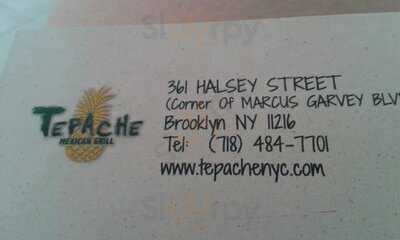 TEPACHE
MEXICAN GRILL
361 HALSEY STREET
(Corner OF MARCUS GARVEY BLV
Brooklyn NY 11216
Tel: (718) 484-7701
www.tepachenyc.com